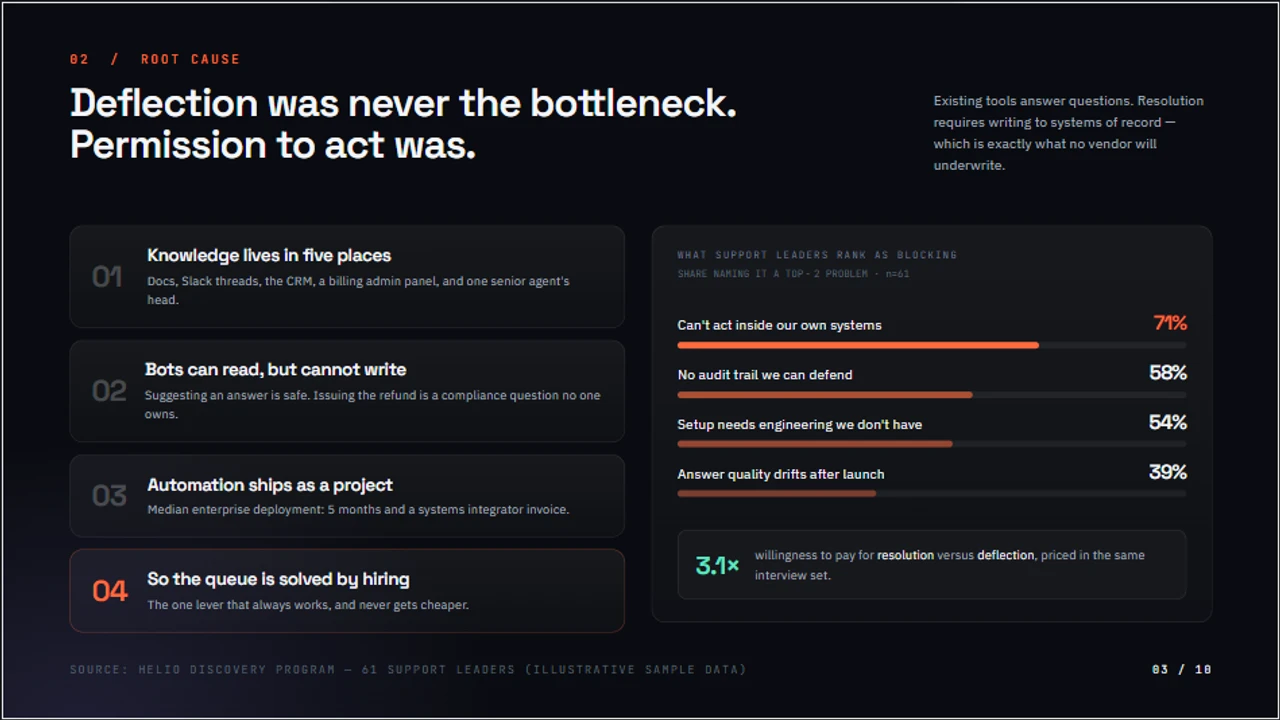 02 / ROOT CAUSE
Deflection was never the bottleneck.
Permission to act was.
Existing tools answer questions. Resolution
requires writing to systems of record —
which is exactly what no vendor will
underwrite.
01
Knowledge lives in five places
Docs, Slack threads, the CRM, a billing admin panel, and one senior agent's
head.
02
Bots can read, but cannot write
Suggesting an answer is safe. Issuing the refund is a compliance question no one
owns.
03
Automation ships as a project
Median enterprise deployment: 5 months and a systems integrator invoice.
04
So the queue is solved by hiring
The one lever that always works, and never gets cheaper.
WHAT SUPPORT LEADERS RANK AS BLOCKING
SHARE NAMING IT A TOP-2 PROBLEM · n=61
Can't act inside our own systems 71%
No audit trail we can defend 58%
Setup needs engineering we don't have 54%
Answer quality drifts after launch 39%
3.1×
willingness to pay for resolution versus deflection, priced in the same
interview set.
SOURCE: HELIO DISCOVERY PROGRAM — 61 SUPPORT LEADERS (ILLUSTRATIVE SAMPLE DATA)
03 / 10